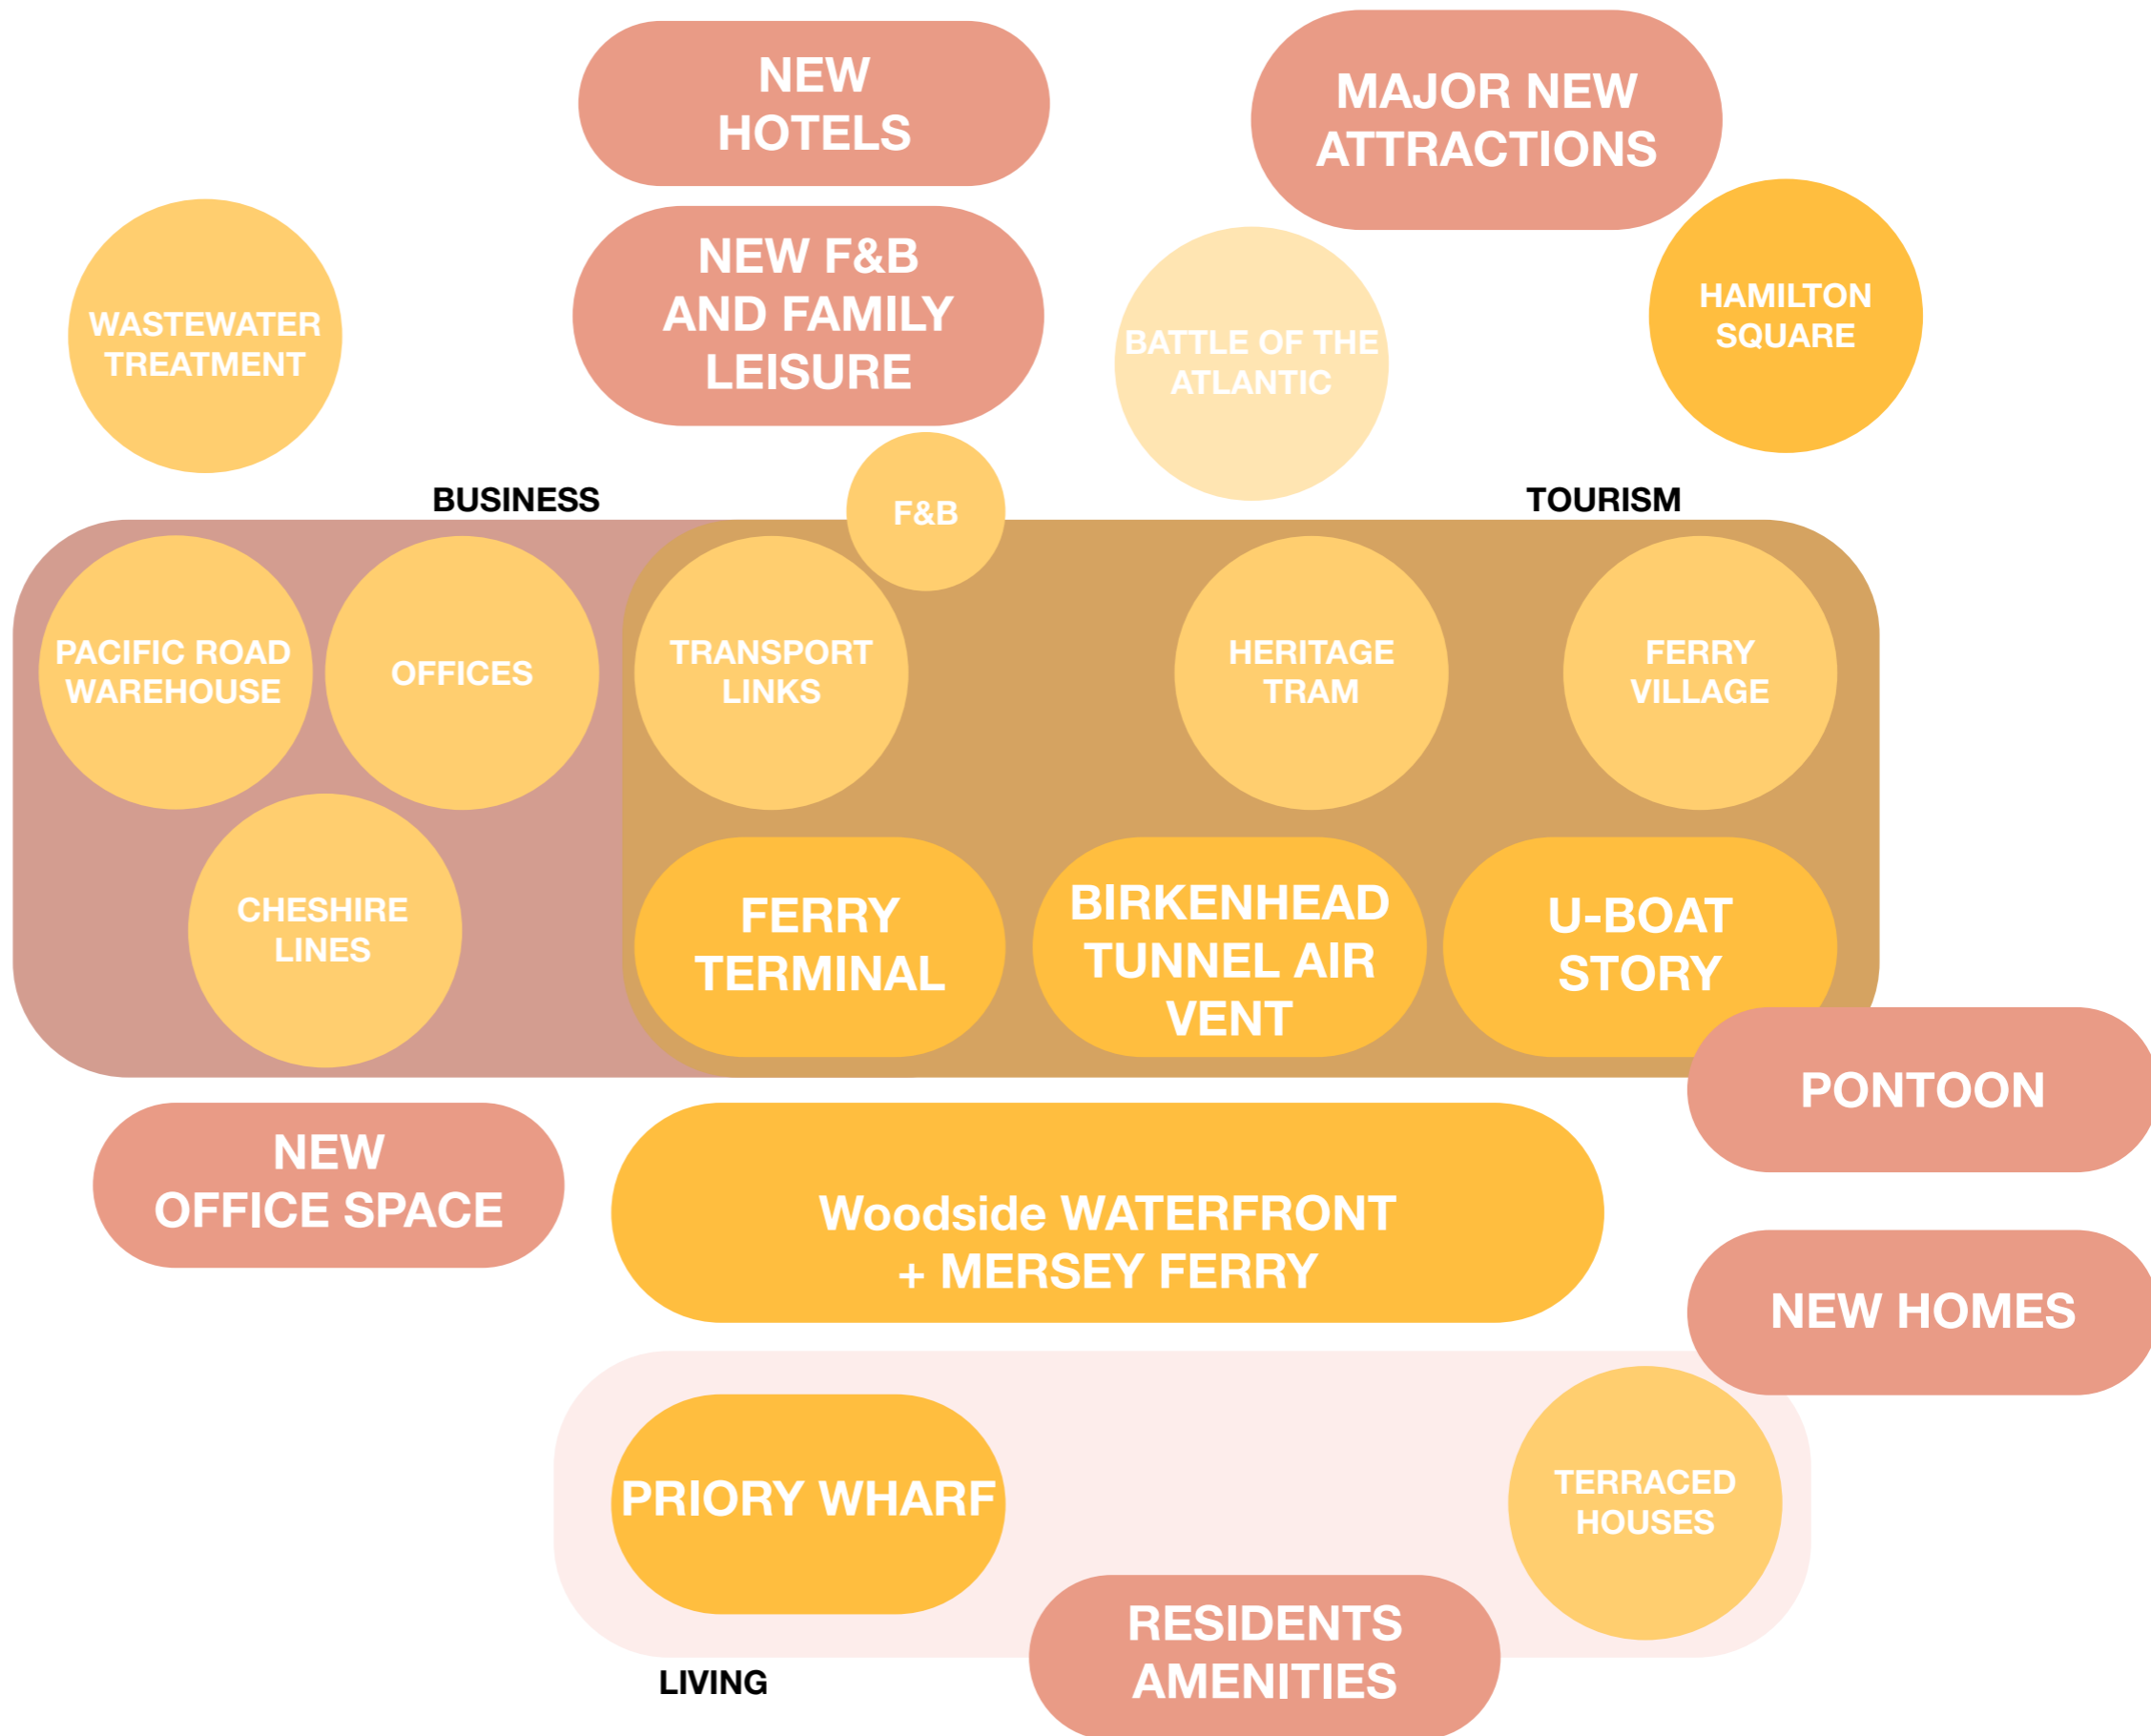 NEW
HOTELS
MAJOR NEW
ATTRACTIONS
NEW F&B
AND FAMILY
LEISURE
WASTEWATER
TREATMENT
BATTLE OF THE
ATLANTIC
HAMILTON
SQUARE
BUSINESS
F&B
TOURISM
PACIFIC ROAD
WAREHOUSE
OFFICES
TRANSPORT
LINKS
HERITAGE
TRAM
FERRY
VILLAGE
CHESHIRE
LINES
FERRY
TERMINAL
BIRKENHEAD
TUNNEL AIR
VENT
U-BOAT
STORY
PONTOON
NEW
OFFICE SPACE
Woodside WATERFRONT
+ MERSEY FERRY
NEW HOMES
PRIORY WHARF
TERRACED
HOUSES
RESIDENTS
AMENITIES
LIVING